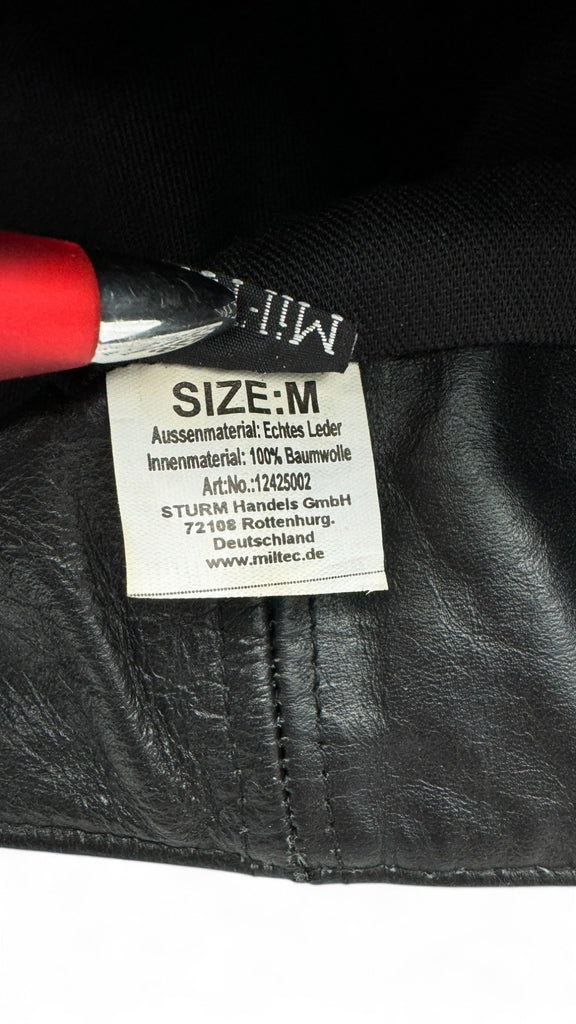 Mil-
SIZE:M
Aussenmaterial: Echtes Leder
Innenmaterial: 100% Baumwolle
Art:No.:12425002
STURM Handels GmbH
72108 Rottenhurg.
Deutschland
www.miltec.de